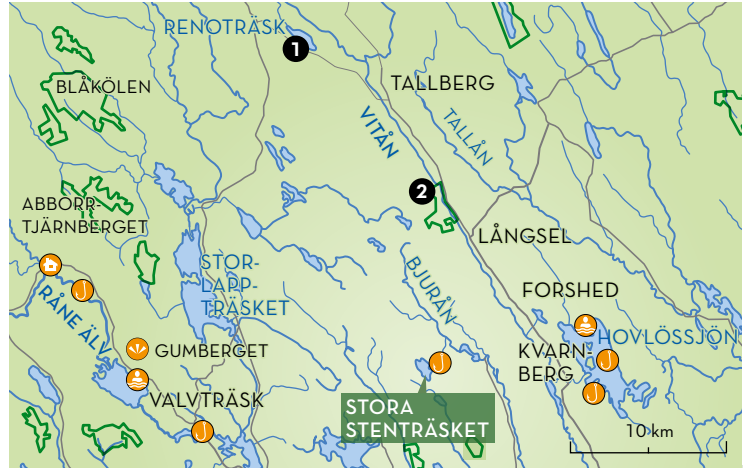 RENOTRÄSK
1
BLÅKÖLEN
TALLBERG
VITÅN
TALLÅN
2
ABBORR-
TJÄRNBERGET
LÅNGSEL
STOR-
LAPP-
TRÄSKET
BJURÅN
RÅNE ÄLV
FORSHED
HOVLÖSSJÖN
GUMBERGET
KVARN-
BERG
VALVTRÄSK
STORA
STENTRÄSKET
10 km